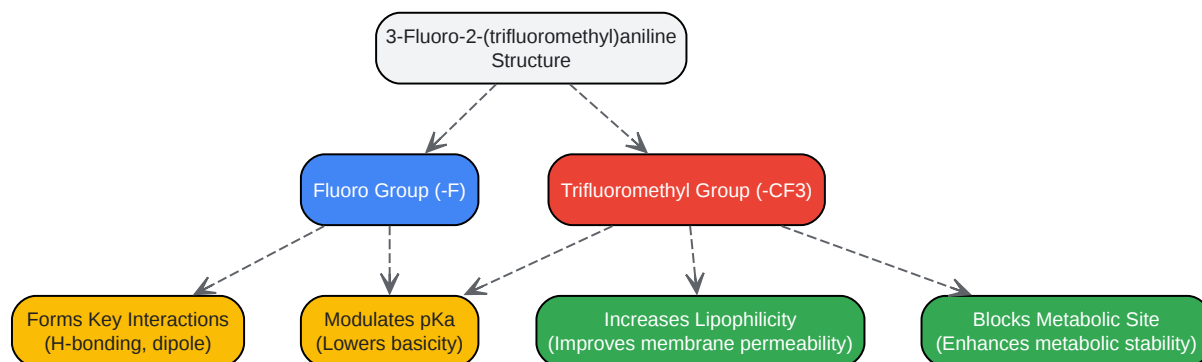 3-Fluoro-2-(trifluoromethyl)aniline
Structure
Fluoro Group (-F)
Trifluoromethyl Group (-CF3)
Forms Key Interactions
(H-bonding, dipole)
Modulates pKa
(Lowers basicity)
Increases Lipophilicity
(Improves membrane permeability)
Blocks Metabolic Site
(Enhances metabolic stability)